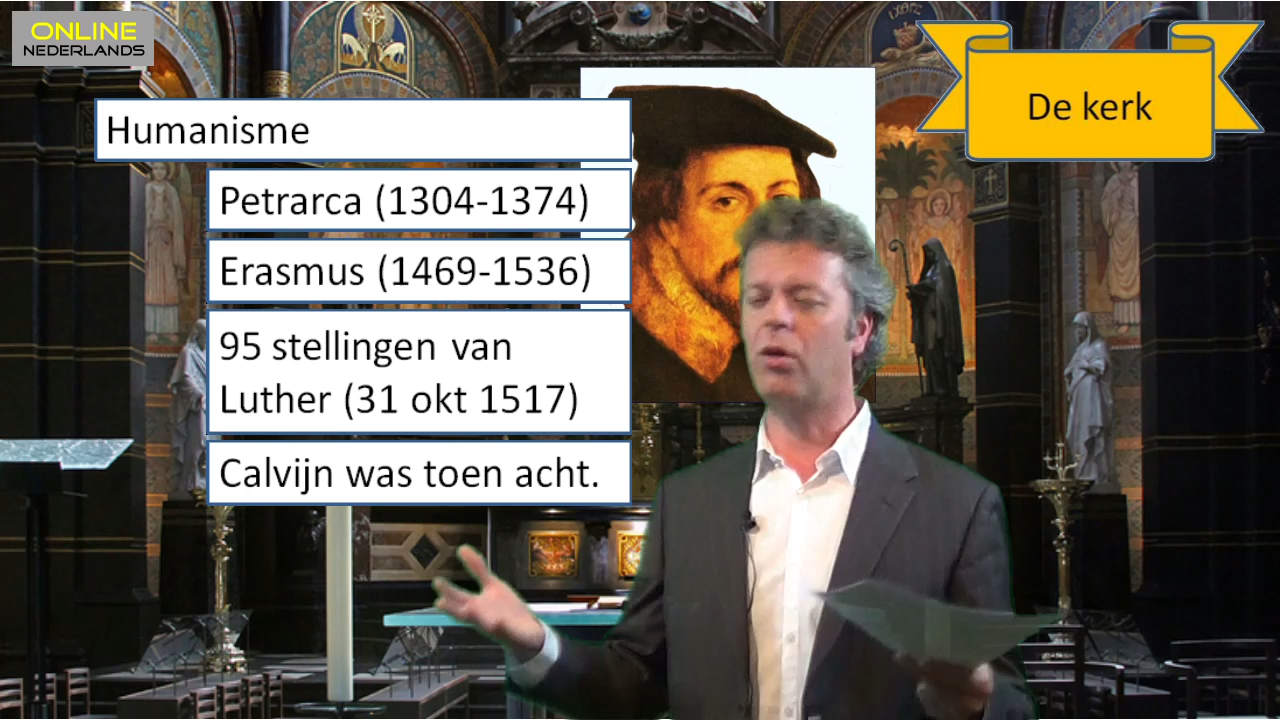 ONLINE
NEDERLANDS
De kerk
Humanisme
Petrarca (1304-1374)
Erasmus (1469-1536)
95 stellingen van
Luther (31 okt 1517)
Calvijn was toen acht.